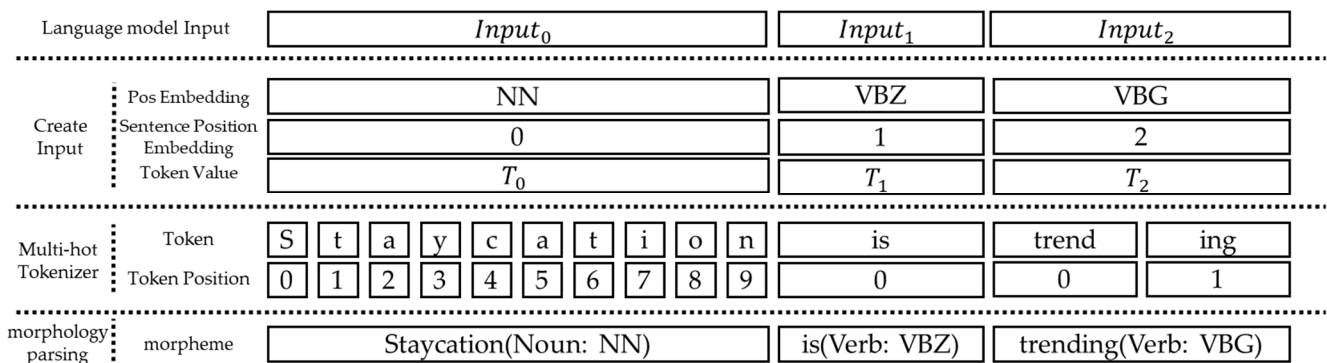 Language model Input Input₀ Input₁ Input₂
Pos Embedding NN VBZ VBG
Create Input
Sentence Position Embedding 0 1 2
Token Value T₀ T₁ T₂
Multi-hot Tokenizer
Token S t a y c a t i o n is trend ing
Token Position 0 1 2 3 4 5 6 7 8 9 0 0 1
morphology parsing morpheme Staycation(Noun: NN) is(Verb: VBZ) trending(Verb: VBG)